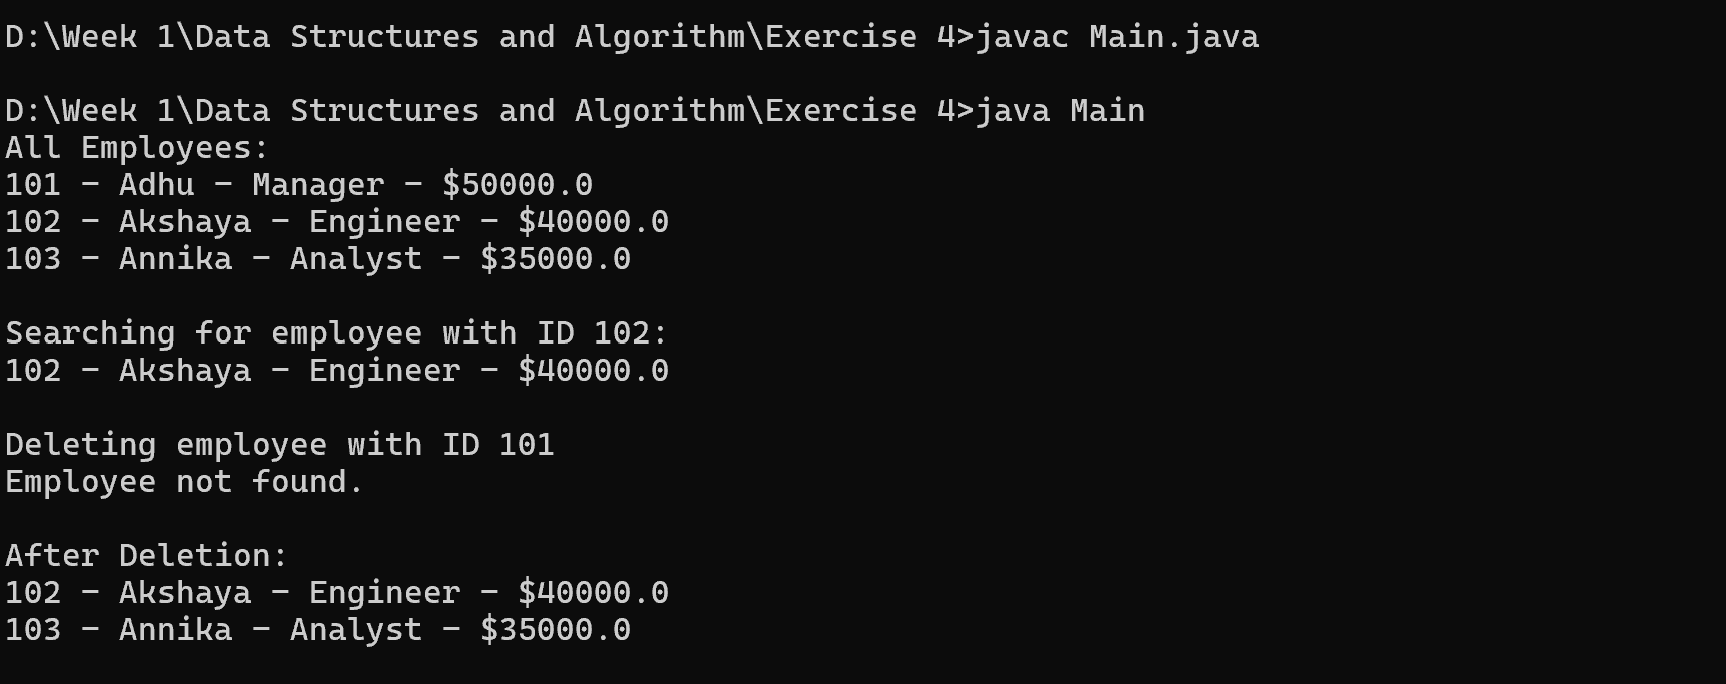 D:\Week 1\Data Structures and Algorithm\Exercise 4>javac Main.java
D:\Week 1\Data Structures and Algorithm\Exercise 4>java Main
All Employees:
101 - Adhu - Manager - $50000.0
102 - Akshaya - Engineer - $40000.0
103 - Annika - Analyst - $35000.0
Searching for employee with ID 102:
102 - Akshaya - Engineer - $40000.0
Deleting employee with ID 101
Employee not found.
After Deletion:
102 - Akshaya - Engineer - $40000.0
103 - Annika - Analyst - $35000.0